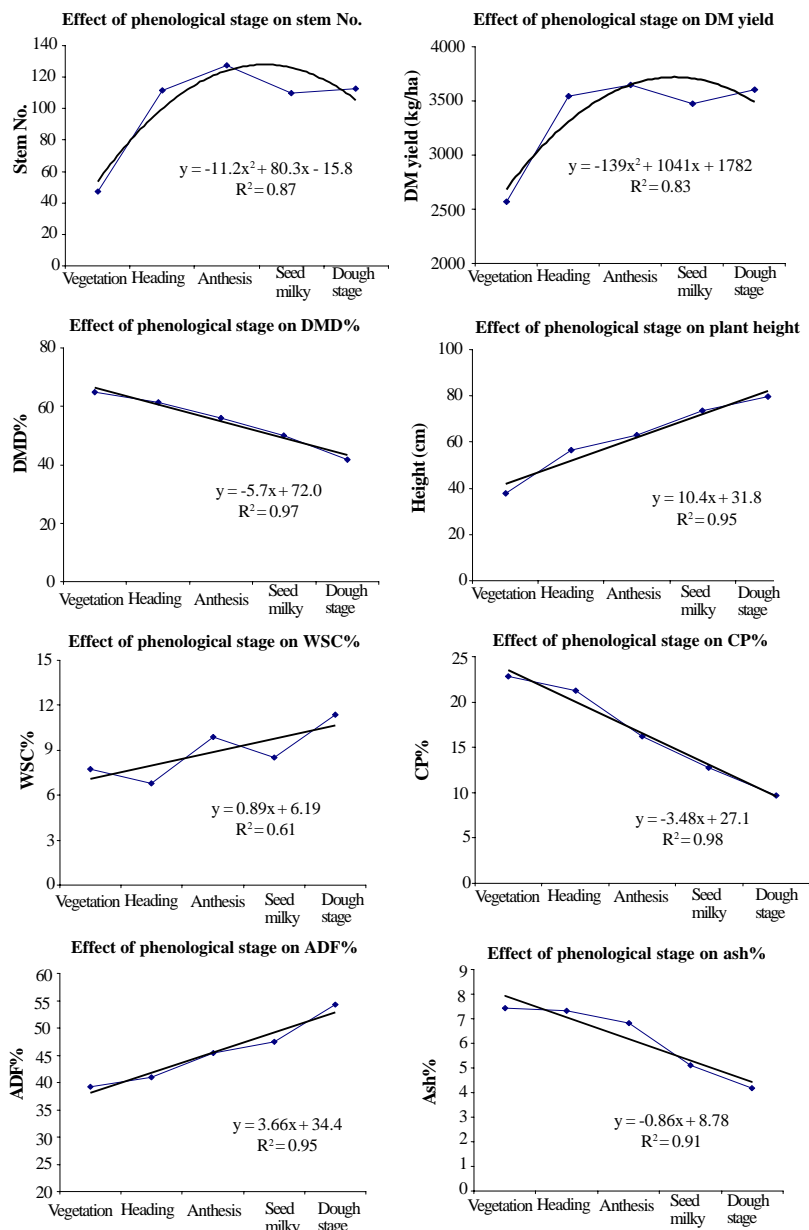 Effect of phenological stage on stem No.
140
120
100
80
60
40
20
0
Stem No.
y = -11.2x² + 80.3x - 15.8
R² = 0.87
Vegetation Heading Anthesis Seed milky Dough stage
Effect of phenological stage on DM yield
4000
3500
3000
2500
2000
DM yield (kg/ha)
y = -139x² + 1041x + 1782
R² = 0.83
Vegetation Heading Anthesis Seed milky Dough stage
Effect of phenological stage on DMD%
80
60
40
20
0
DMD%
y = -5.7x + 72.0
R² = 0.97
Vegetation Heading Anthesis Seed milky Dough stage
Effect of phenological stage on plant height
100
80
60
40
20
0
Height (cm)
y = 10.4x + 31.8
R² = 0.95
Vegetation Heading Anthesis Seed milky Dough stage
Effect of phenological stage on WSC%
15
12
9
6
3
0
WSC%
y = 0.89x + 6.19
R² = 0.61
Vegetation Heading Anthesis Seed milky Dough stage
Effect of phenological stage on CP%
25
20
15
10
5
0
CP%
y = -3.48x + 27.1
R² = 0.98
Vegetation Heading Anthesis Seed milky Dough stage
Effect of phenological stage on ADF%
60
55
50
45
40
35
30
25
20
ADF%
y = 3.66x + 34.4
R² = 0.95
Vegetation Heading Anthesis Seed milky Dough stage
Effect of phenological stage on ash%
9
8
7
6
5
4
3
2
1
0
Ash%
y = -0.86x + 8.78
R² = 0.91
Vegetation Heading Anthesis Seed milky Dough stage